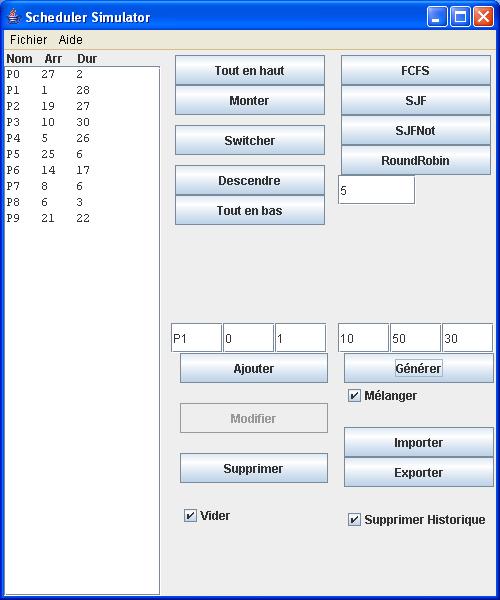 Scheduler Simulator
Fichier Aide
Nom Arr Dur
P0 27 2
P1 1 28
P2 19 27
P3 10 30
P4 5 26
P5 25 6
P6 14 17
P7 8 6
P8 6 3
P9 21 22
Tout en haut
Monter
Switcher
Descendre
Tout en bas
FCFS
SJF
SJFNot
RoundRobin
5
P1 0 1
Ajouter
Modifier
Supprimer
Vider
10 50 30
Générer
Mélanger
Importer
Exporter
Supprimer Historique